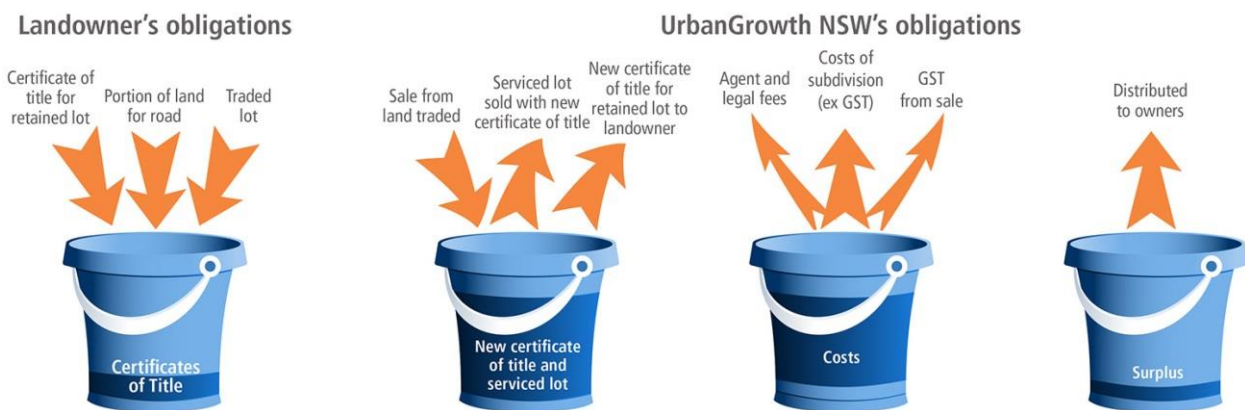 Landowner's obligations
UrbanGrowth NSW's obligations
Certificate of
title for
retained lot
Portion of land
for road
Traded
lot
Sale from
land traded
Serviced lot
sold with new
certificate of title
New certificate
of title for
retained lot to
landowner
Agent and
legal fees
Costs of
subdivision
(ex GST)
GST
from sale
Distributed
to owners
Certificates
of Title
New certificate
of title and
serviced lot
Costs
Surplus